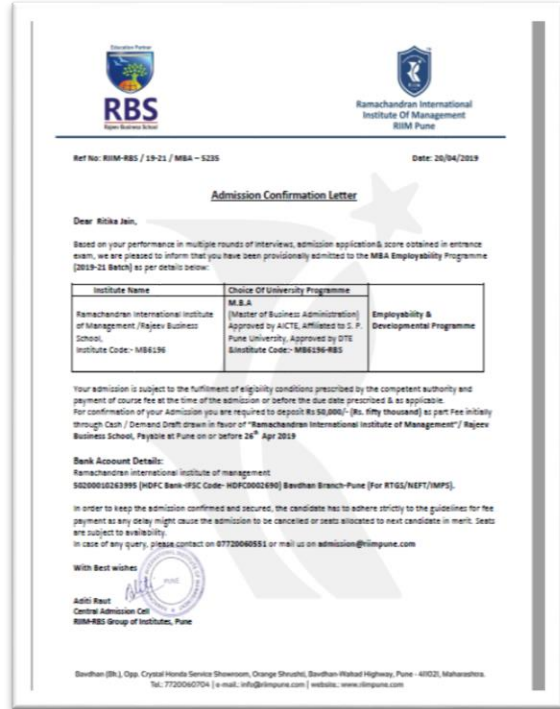 Education Partner
RBS
Rajeev Business School
RIIM
Ramachandran International
Institute Of Management
RIIM Pune
Ref No: RIIM-RBS / 19-21 / MBA – 5235 Date: 20/04/2019
Admission Confirmation Letter
Dear Ritika Jain,
Based on your performance in multiple rounds of interviews, admission application& score obtained in entrance
exam, we are pleased to inform that you have been provisionally admitted to the MBA Employability Programme
(2019-21 Batch) as per details below:
Institute Name Choice Of University Programme
Ramachandran International Institute
of Management /Rajeev Business
School,
Institute Code:- MB6196
M.B.A
(Master of Business Administration)
Approved by AICTE, Affiliated to S. P.
Pune University, Approved by DTE
&Institute Code:- MB6196-RBS
Employability &
Developmental Programme
Your admission is subject to the fulfilment of eligibility conditions prescribed by the competent authority and
payment of course fee at the time of the admission or before the due date prescribed & as applicable.
For confirmation of your Admission you are required to deposit Rs 50,000/- (Rs. fifty thousand) as part Fee initially
through Cash / Demand Draft drawn in favor of "Ramachandran International Institute of Management"/ Rajeev
Business School, Payable at Pune on or before 26th Apr 2019
Bank Account Details:
Ramachandran international institute of management
50200010263995 (HDFC Bank-IFSC Code- HDFC0002690) Bavdhan Branch-Pune (For RTGS/NEFT/IMPS).
In order to keep the admission confirmed and secured, the candidate has to adhere strictly to the guidelines for fee
payment as any delay might cause the admission to be cancelled or seats allocated to next candidate in merit. Seats
are subject to availability.
In case of any query, please contact on 07720060551 or mail us on admission@riimpune.com
With Best wishes
PUNE
Aditi Raut
Central Admission Cell
RIIM-RBS Group of Institutes, Pune
Bavdhan (Bk.), Opp. Crystal Honda Service Showroom, Orange Shrushti, Bavdhan-Wakad Highway, Pune - 411021, Maharashtra.
Tel.: 7720060704 | e-mail.: info@riimpune.com | website.: www.riimpune.com